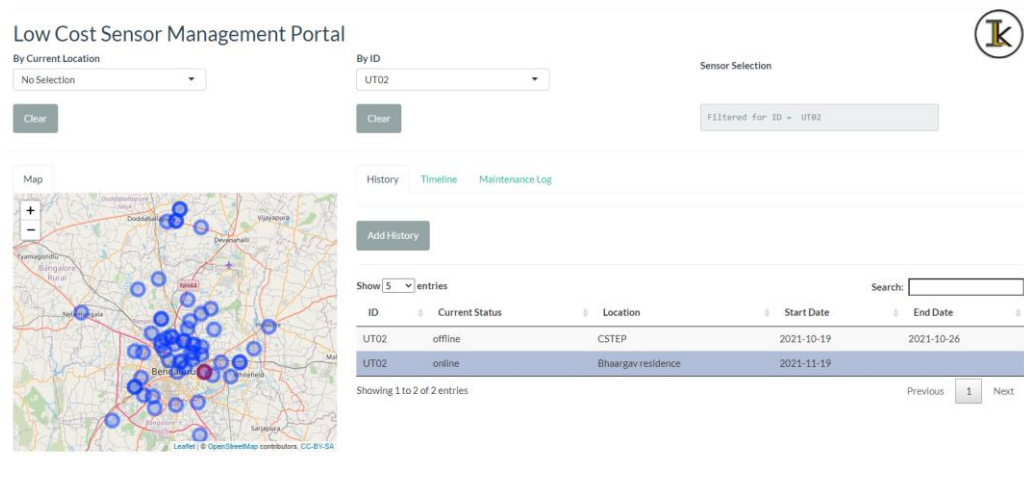 Low Cost Sensor Management Portal
By Current Location
By ID
Sensor Selection
No Selection
UT02
Clear
Clear
Filtered for ID = UT02
Map
History
Timeline
Maintenance Log
+
−
Vijayapura
Devanahalli
Bangalore
Rural
NH44
Whitefield
Sarjapura
Leaflet | © OpenStreetMap contributors, CC-BY-SA
Add History
Show 5 entries
Search:
ID Current Status Location Start Date End Date
UT02 offline CSTEP 2021-10-19 2021-10-26
UT02 online Bhaargav residence 2021-11-19
Showing 1 to 2 of 2 entries
Previous 1 Next